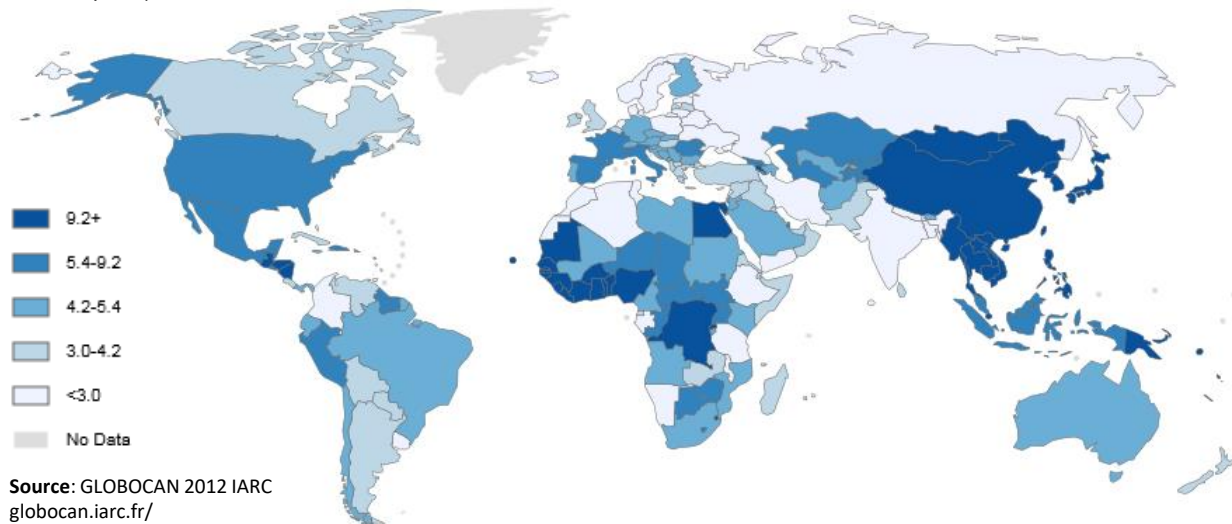 9.2+
5.4-9.2
4.2-5.4
3.0-4.2
<3.0
No Data
Source: GLOBOCAN 2012 IARC
globocan.iarc.fr/